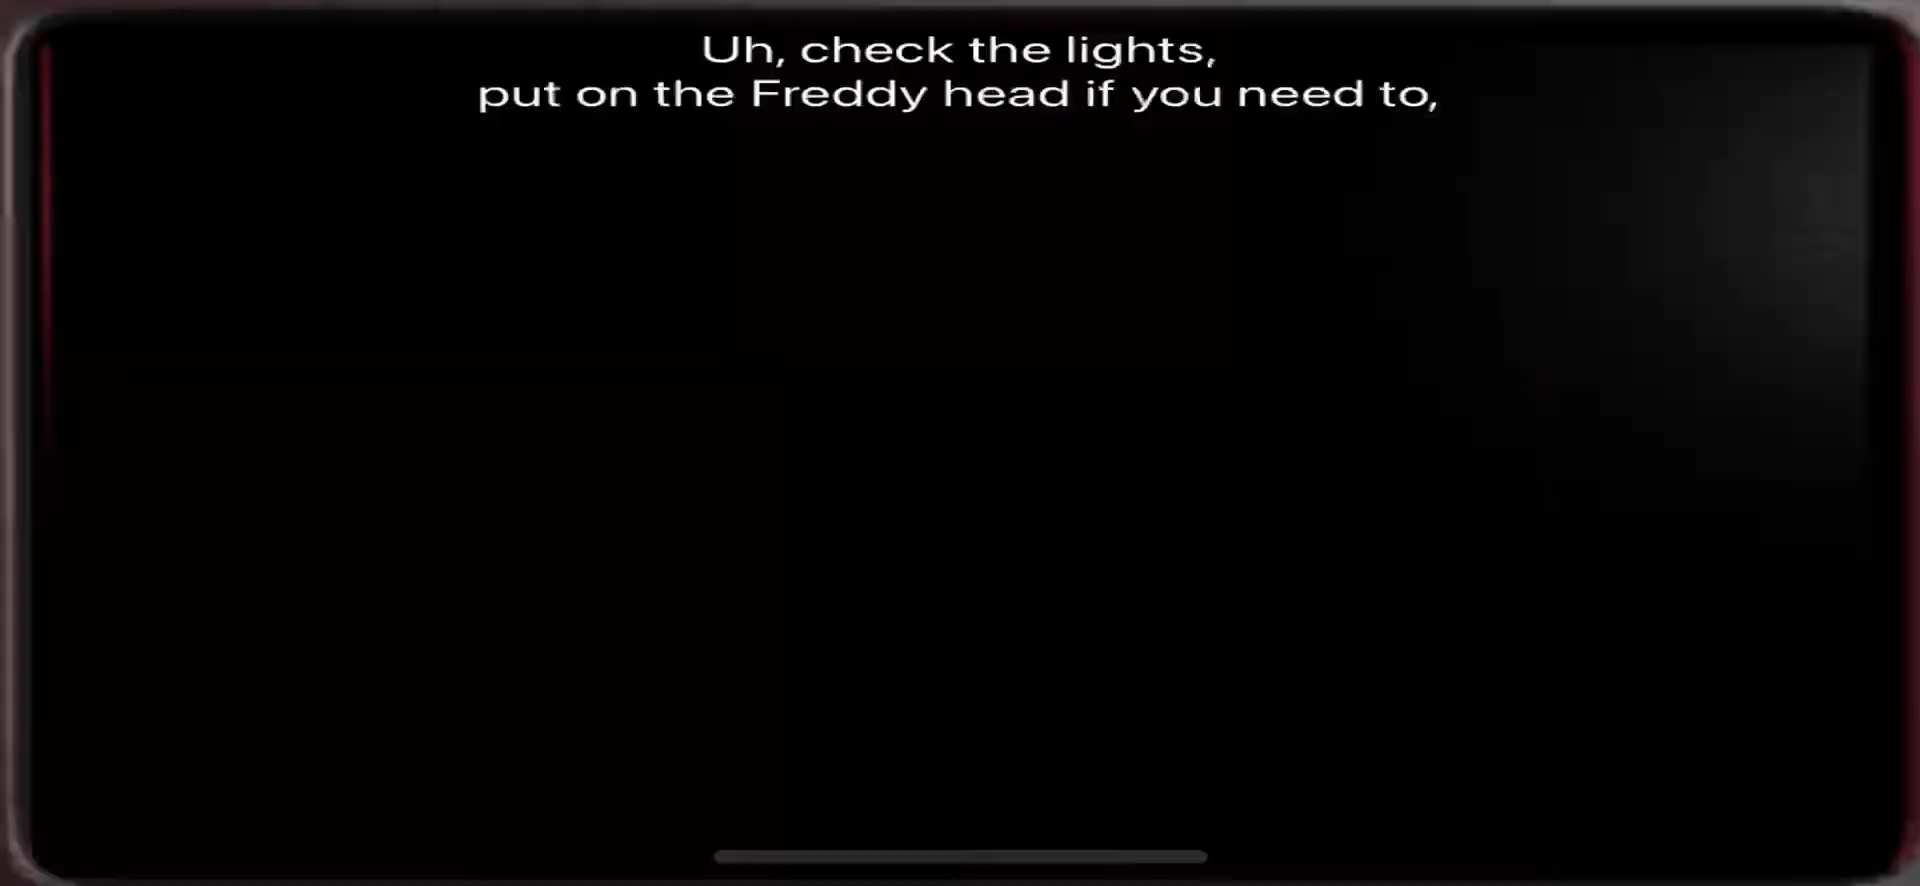 Uh, check the lights,
put on the Freddy head if you need to,